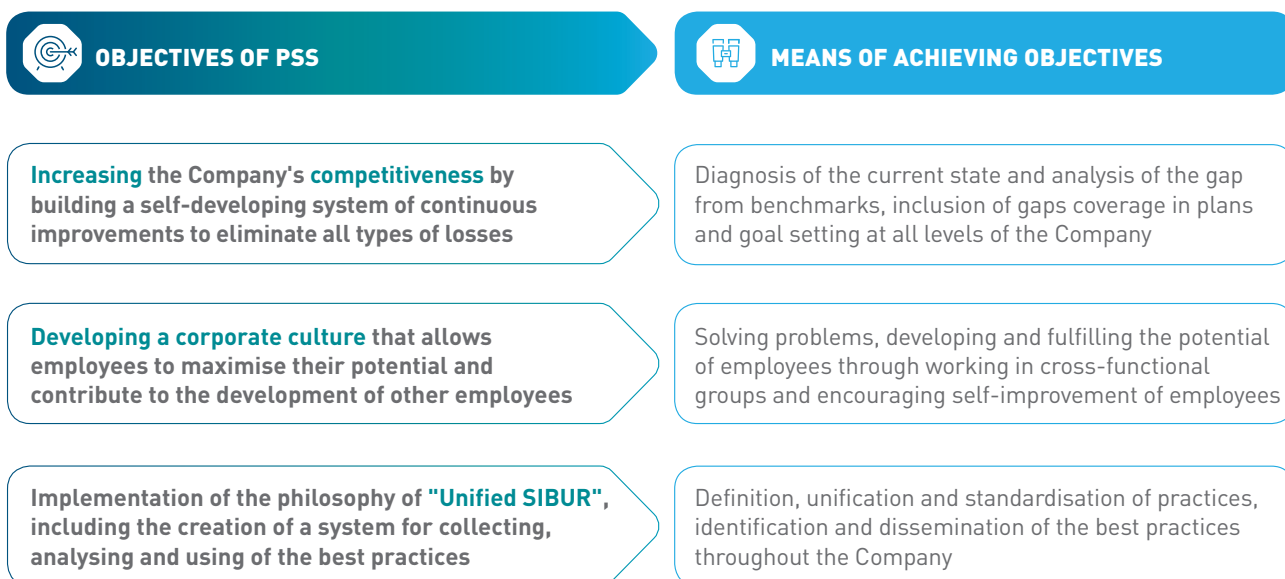 OBJECTIVES OF PSS
MEANS OF ACHIEVING OBJECTIVES
Increasing the Company's competitiveness by
building a self-developing system of continuous
improvements to eliminate all types of losses
Diagnosis of the current state and analysis of the gap
from benchmarks, inclusion of gaps coverage in plans
and goal setting at all levels of the Company
Developing a corporate culture that allows
employees to maximise their potential and
contribute to the development of other employees
Solving problems, developing and fulfilling the potential
of employees through working in cross-functional
groups and encouraging self-improvement of employees
Implementation of the philosophy of "Unified SIBUR",
including the creation of a system for collecting,
analysing and using of the best practices
Definition, unification and standardisation of practices,
identification and dissemination of the best practices
throughout the Company